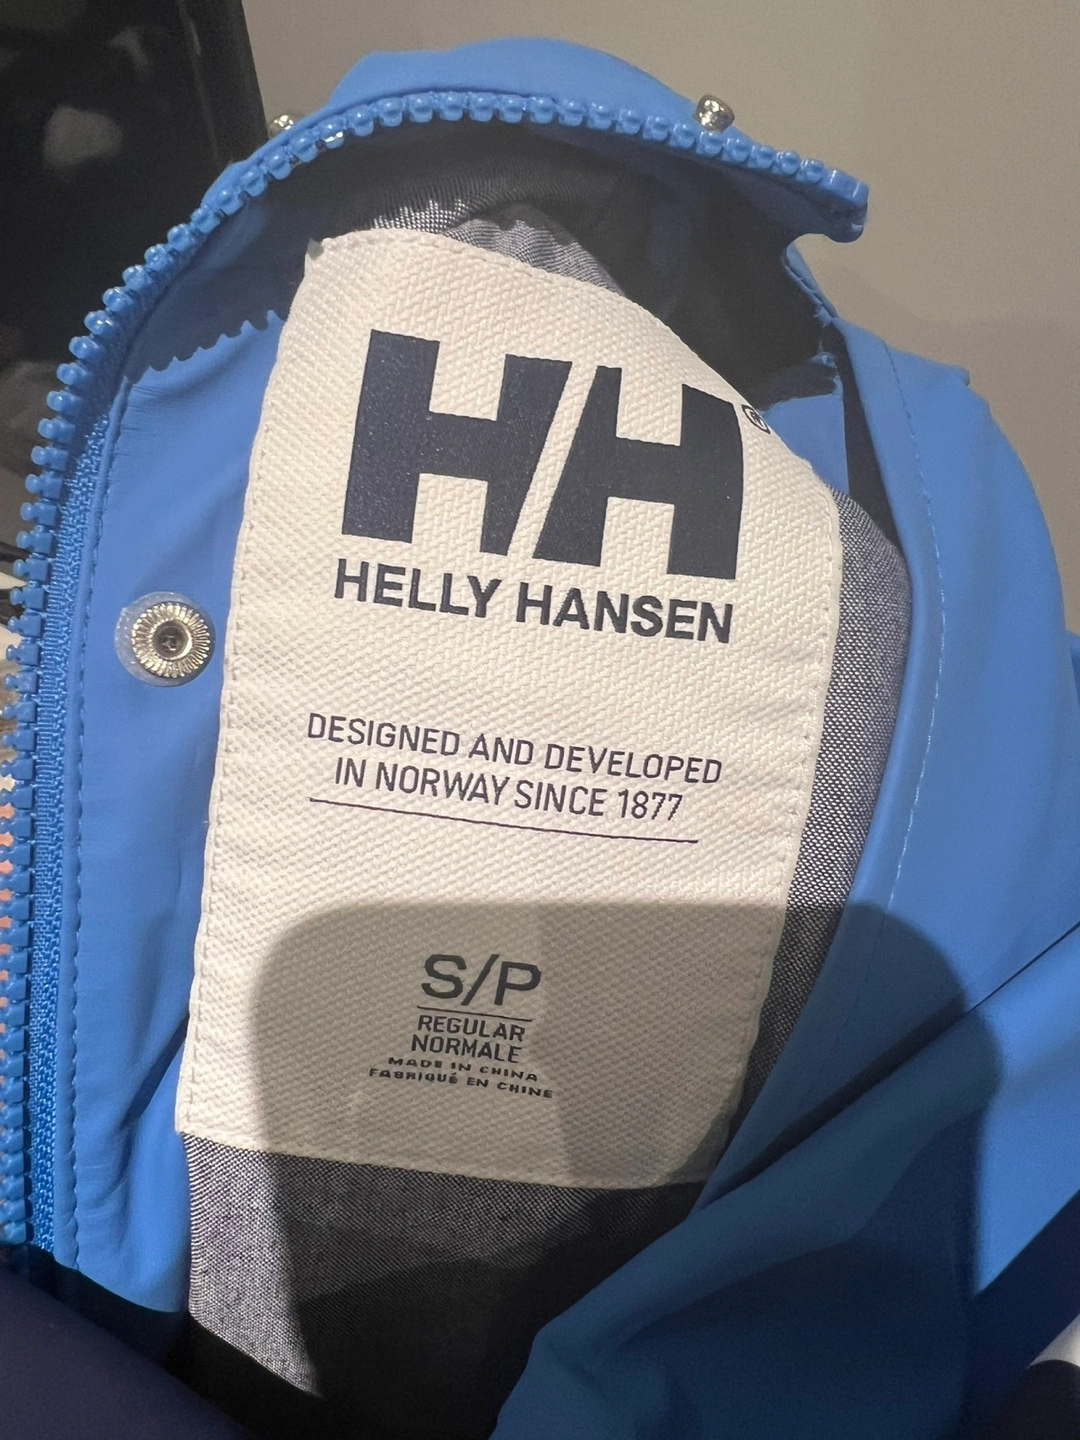 HH®
HELLY HANSEN
DESIGNED AND DEVELOPED
IN NORWAY SINCE 1877
S/P
REGULAR
NORMALE
MADE IN CHINA
FABRIQUÉ EN CHINE